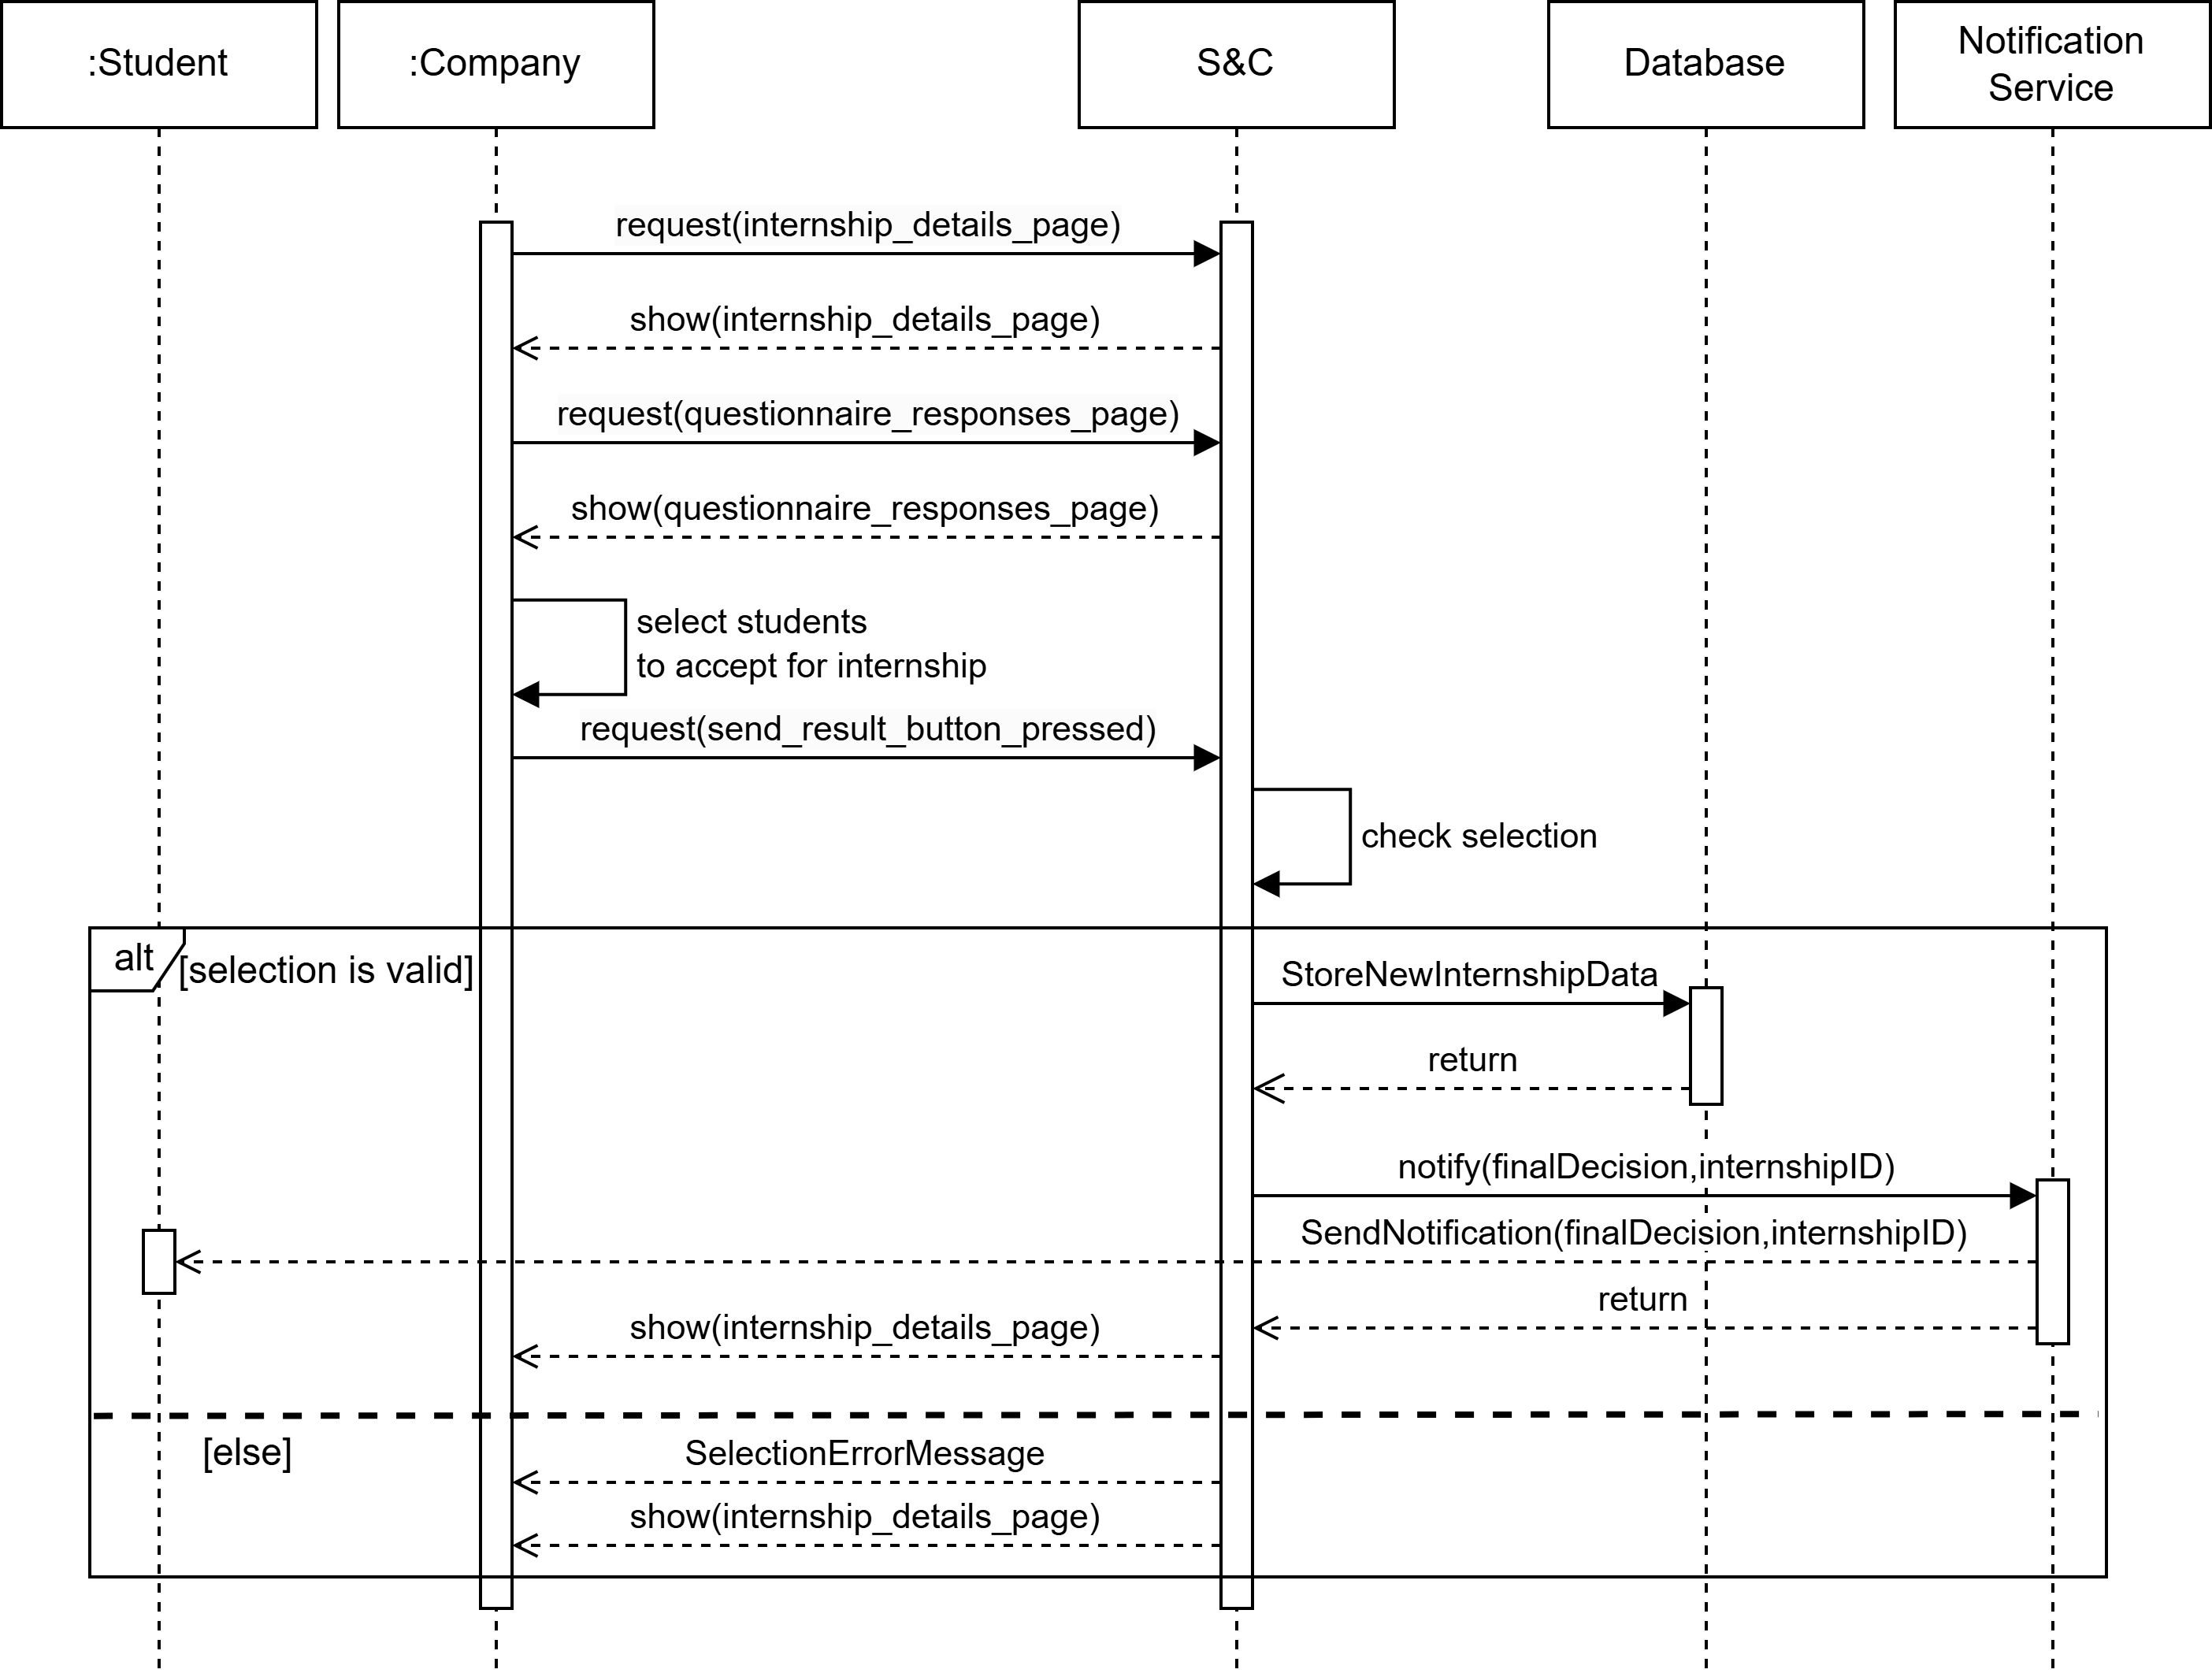 :Student
:Company
S&C
Database
Notification
Service
request(internship_details_page)
show(internship_details_page)
request(questionnaire_responses_page)
show(questionnaire_responses_page)
select students
to accept for internship
request(send_result_button_pressed)
check selection
alt
[selection is valid]
StoreNewInternshipData
return
notify(finalDecision,internshipID)
SendNotification(finalDecision,internshipID)
return
show(internship_details_page)
[else]
SelectionErrorMessage
show(internship_details_page)